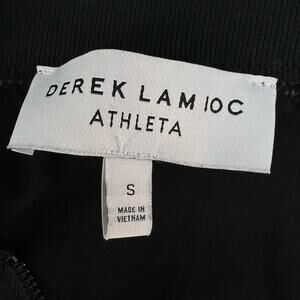 DEREK LAM 10C
ATHLETA
S
MADE IN
VIETNAM